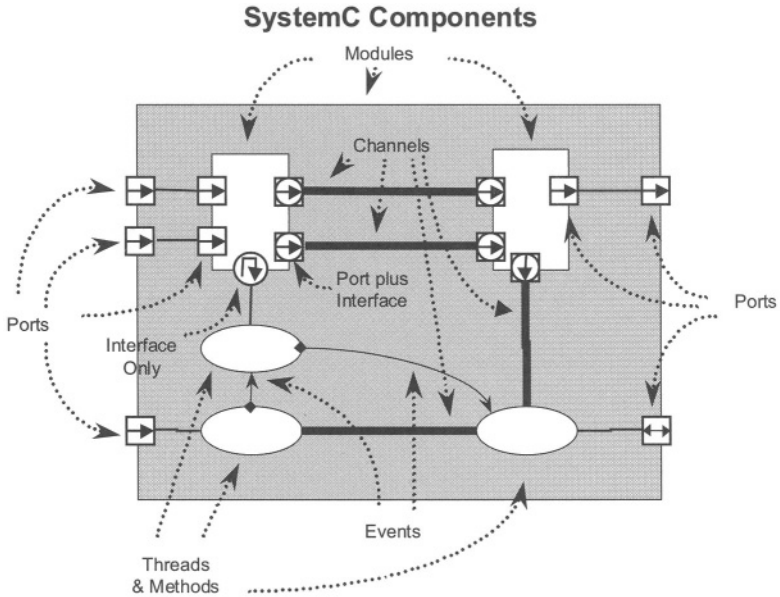 SystemC Components
Modules
Channels
Port plus
Interface
Ports
Ports
Interface
Only
Events
Threads
& Methods